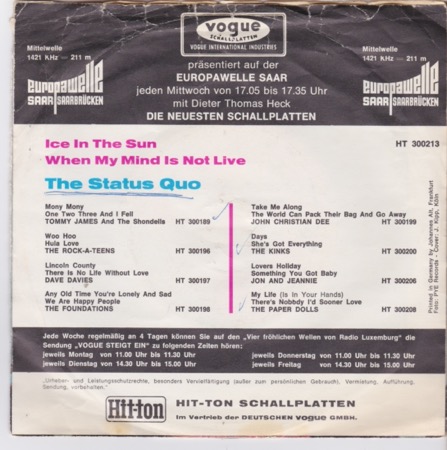 vogue
SCHALLPLATTEN
VOGUE INTERNATIONAL INDUSTRIES
präsentiert auf der
EUROPAWELLE SAAR
jeden Mittwoch von 17.05 bis 17.35 Uhr
mit Dieter Thomas Heck
DIE NEUESTEN SCHALLPLATTEN
Mittelwelle
1421 KHz — 211 m
europawelle
SAAR SAARBRÜCKEN
Mittelwelle
1421 KHz — 211 m
europawelle
SAAR SAARBRÜCKEN
Ice In The Sun
When My Mind Is Not Live
HT 300213
The Status Quo
Mony Mony
One Two Three And I Fell
TOMMY JAMES And The Shondells HT 300189
Woo Hoo
Hula Love
THE ROCK-A-TEENS HT 300196
Lincoln County
There is No Life Without Love
DAVE DAVIES HT 300197
Any Old Time You're Lonely and Sad
We Are Happy People
THE FOUNDATIONS HT 300198
Take Me Along
The World Can Pack Their Bag And Go Away
JOHN CHRISTIAN DEE HT 300199
Days
She's Got Everything
THE KINKS HT 300200
Lovers Holiday
Something You Got Baby
JON AND JEANNIE HT 300206
My Life (Is In Your Hands)
There's Nobdy I'd Sooner Love
THE PAPER DOLLS HT 300208
Printed in Germany by Johannes Alt, Frankfurt
Foto: PYE Records - Cover: J. Kipp, Köln
Jede Woche regelmäßig an 4 Tagen können Sie auf den „Vier fröhlichen Wellen von Radio Luxemburg" die
Sendung „VOGUE STEIGT EIN" zu folgenden Zeiten hören:
jeweils Montag von 11.00 Uhr bis 11.30 Uhr
jeweils Dienstag von 14.30 Uhr bis 15.00 Uhr
jeweils Donnerstag von 11.00 Uhr bis 11.30 Uhr
jeweils Freitag von 14.30 Uhr bis 15.00 Uhr
„Urheber- und Leistungsschutzrechte, besonders Vervielfältigung (außer zum persönlichen Gebrauch), Vermietung, Aufführung,
Sendung, vorbehalten."
Hit-ton
HIT-TON SCHALLPLATTEN
Im Vertrieb der DEUTSCHEN VOGUE GMBH.